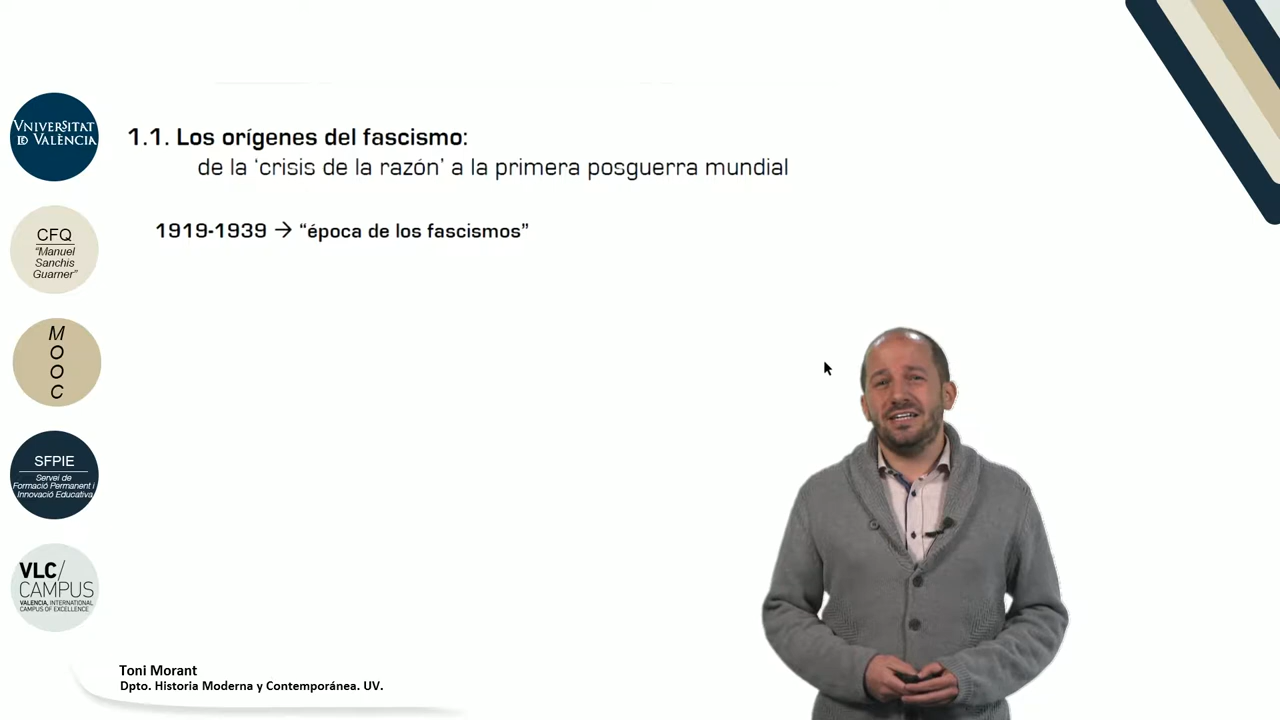 1.1. Los orígenes del fascismo:
de la ‘crisis de la razón’ a la primera posguerra mundial
1919-1939 → “época de los fascismos”
VNIVERSITAT
ID VALÈNCIA
CFQ
“Manuel
Sanchis
Guarner”
M
O
O
C
SFPIE
Servei de
Formació Permanent i
Innovació Educativa
VLC/
CAMPUS
VALENCIA, INTERNATIONAL
CAMPUS OF EXCELLENCE
Toni Morant
Dpto. Historia Moderna y Contemporánea. UV.